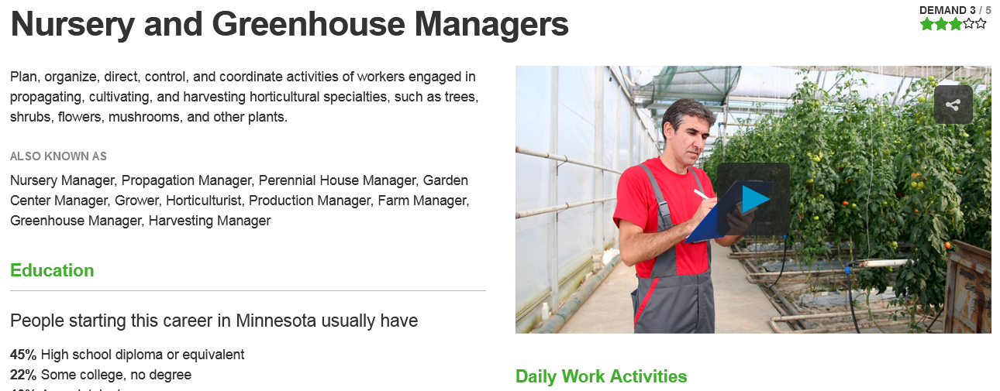 Nursery and Greenhouse Managers
DEMAND 3 / 5
Plan, organize, direct, control, and coordinate activities of workers engaged in
propagating, cultivating, and harvesting horticultural specialties, such as trees,
shrubs, flowers, mushrooms, and other plants.
ALSO KNOWN AS
Nursery Manager, Propagation Manager, Perennial House Manager, Garden
Center Manager, Grower, Horticulturist, Production Manager, Farm Manager,
Greenhouse Manager, Harvesting Manager
Education
People starting this career in Minnesota usually have
45% High school diploma or equivalent
22% Some college, no degree
Daily Work Activities